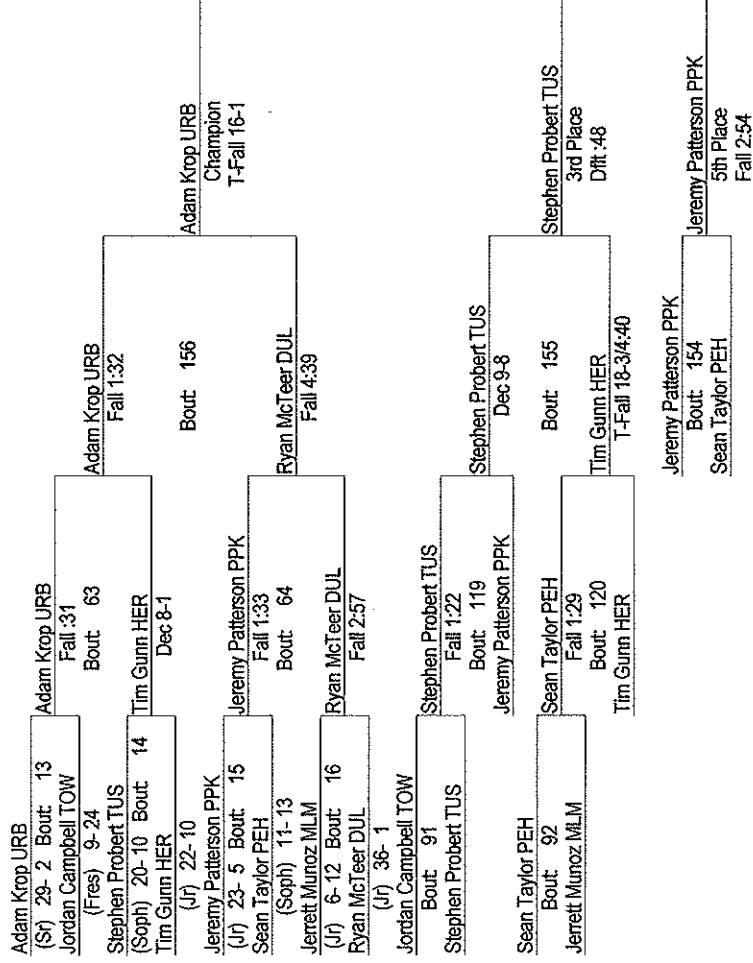 Adam Krop URB
(Sr) 29- 2 Bout: 13
Jordan Campbell TOW
(Fres) 9- 24
Stephen Probert TUS
(Soph) 20- 10 Bout: 14
Tim Gunn HER
(Jr) 22- 10
Jeremy Patterson PPK
(Jr) 23- 5 Bout: 15
Sean Taylor PEH
(Soph) 11- 13
Jerrett Munoz MLM
(Jr) 6-12 Bout: 16
Ryan McTeer DUL
(Jr) 36- 1
Jordan Campbell TOW
Bout: 91
Stephen Probert TUS
Sean Taylor PEH
Bout: 92
Jerrett Munoz MLM
Adam Krop URB
Fall :31
Bout: 63
Tim Gunn HER
Dec 8-1
Jeremy Patterson PPK
Fall 1:33
Bout: 64
Ryan McTeer DUL
Fall 2:57
Stephen Probert TUS
Fall 1:22
Bout: 119
Jeremy Patterson PPK
Sean Taylor PEH
Fall 1:29
Bout: 120
Tim Gunn HER
Adam Krop URB
Fall 1:32
Bout: 156
Ryan McTeer DUL
Fall 4:39
Stephen Probert TUS
Dec 9-8
Bout: 155
Tim Gunn HER
T-Fall 18-3/4:40
Jeremy Patterson PPK
Bout: 154
Sean Taylor PEH
Adam Krop URB
Champion
T-Fall 16-1
Stephen Probert TUS
3rd Place
Dflt :48
Jeremy Patterson PPK
5th Place
Fall 2:54